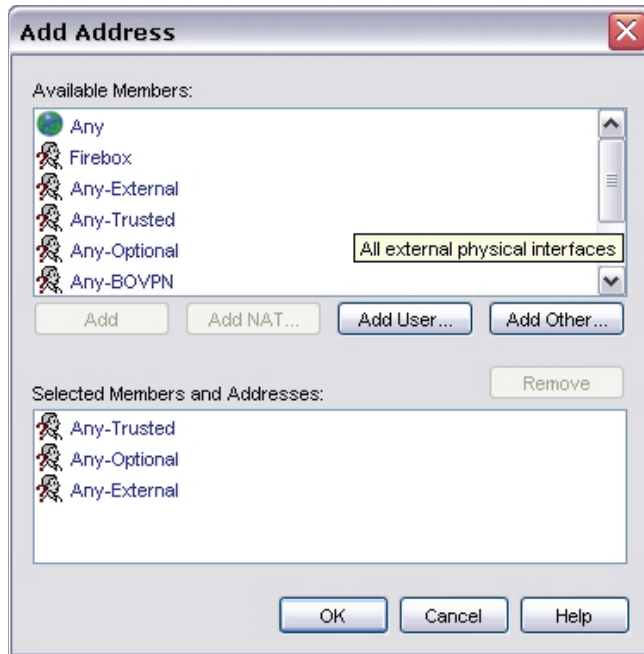 Add Address
Available Members:
Any
Firebox
Any-External
Any-Trusted
Any-Optional
All external physical interfaces
Any-BOVPN
Add
Add NAT...
Add User...
Add Other...
Remove
Selected Members and Addresses:
Any-Trusted
Any-Optional
Any-External
OK
Cancel
Help